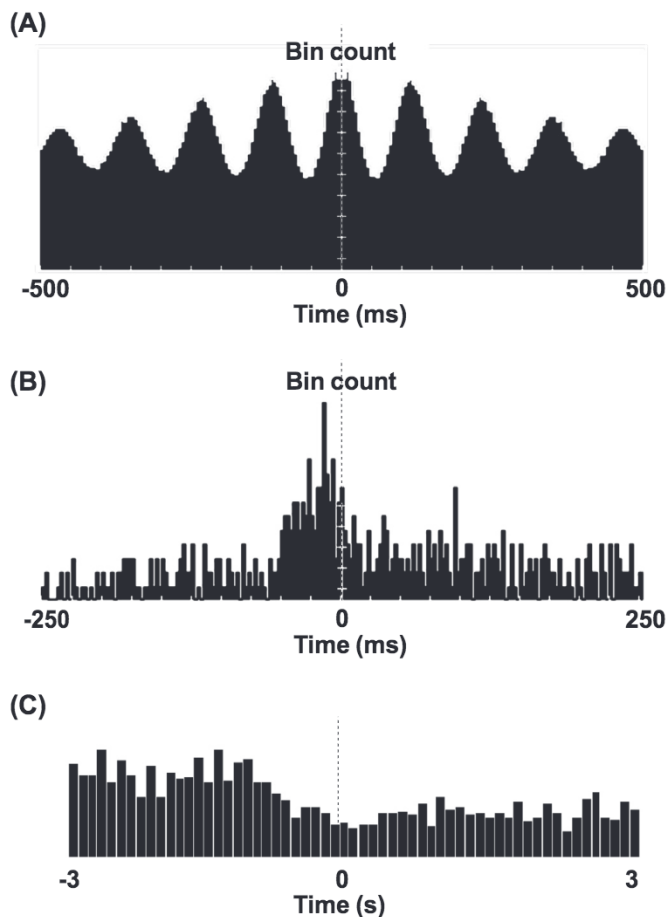 (A)
Bin count
-500 0 500
Time (ms)
(B)
Bin count
-250 0 250
Time (ms)
(C)
-3 0 3
Time (s)